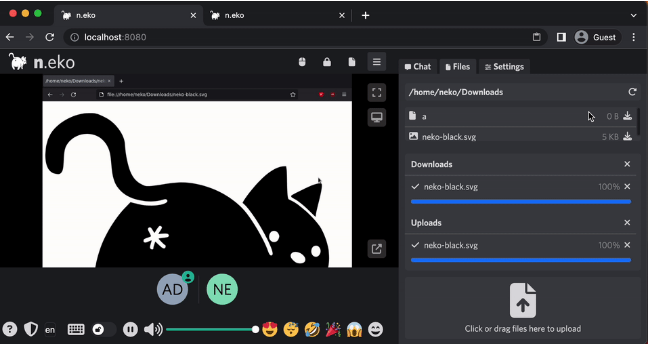 n.eko
n.eko
localhost:8080
Guest
n.eko
Chat
Files
Settings
/home/neko/Downloads/
file:///home/neko/Downloads/neko-black.svg
/home/neko/Downloads
a
0 B
neko-black.svg
5 KB
Downloads
neko-black.svg
100%
Uploads
neko-black.svg
100%
AD
NE
Click or drag files here to upload
en